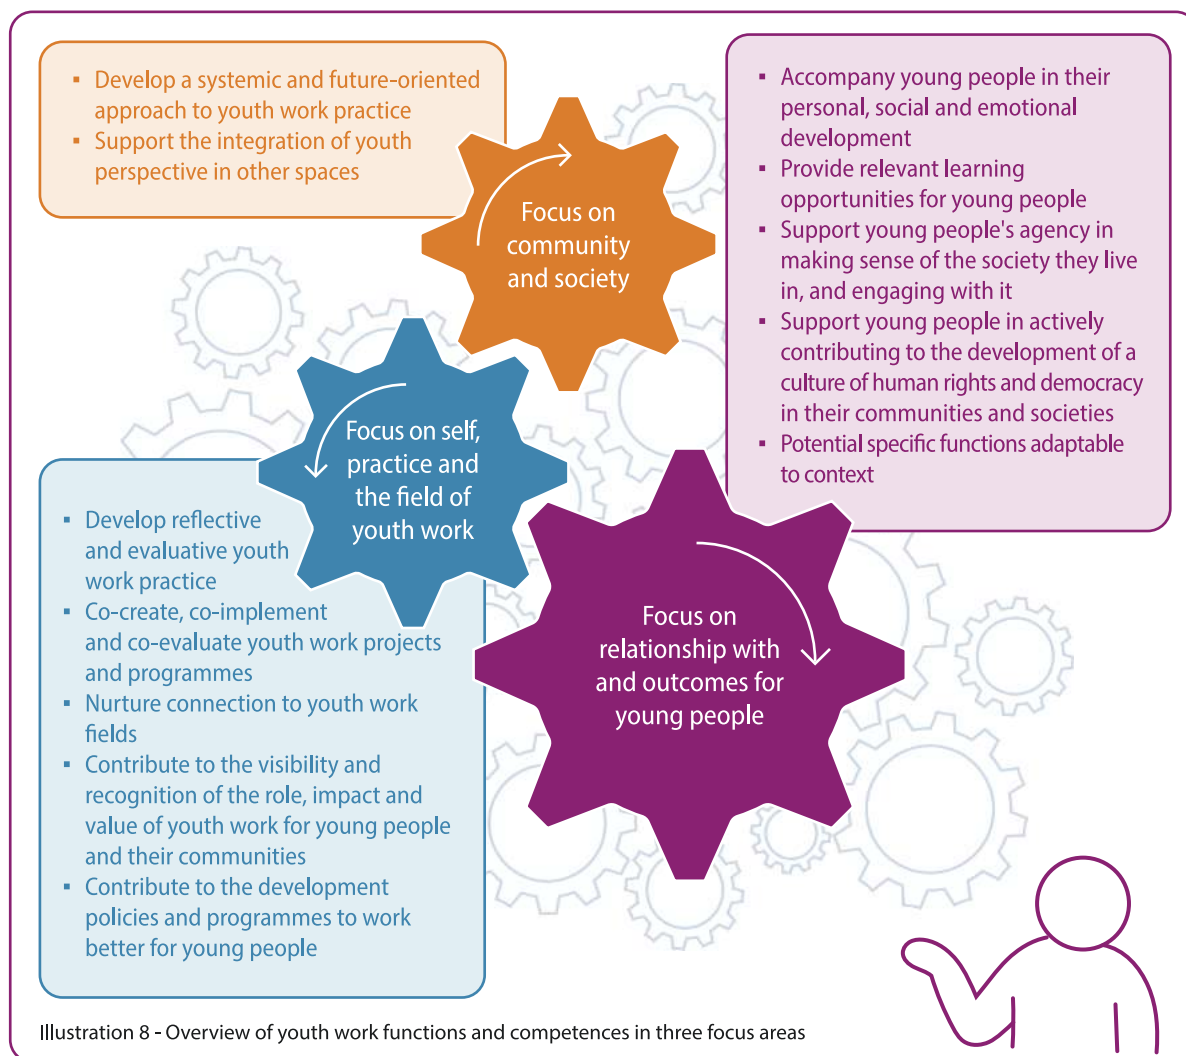 ▪ Develop a systemic and future-oriented
approach to youth work practice
▪ Support the integration of youth
perspective in other spaces
Focus on
community
and society
▪ Accompany young people in their
personal, social and emotional
development
▪ Provide relevant learning
opportunities for young people
▪ Support young people's agency in
making sense of the society they live
in, and engaging with it
▪ Support young people in actively
contributing to the development of a
culture of human rights and democracy
in their communities and societies
▪ Potential specific functions adaptable
to context
Focus on self,
practice and
the field of
youth work
▪ Develop reflective
and evaluative youth
work practice
▪ Co-create, co-implement
and co-evaluate youth work projects
and programmes
▪ Nurture connection to youth work
fields
▪ Contribute to the visibility and
recognition of the role, impact and
value of youth work for young people
and their communities
▪ Contribute to the development
policies and programmes to work
better for young people
Focus on
relationship with
and outcomes for
young people
Illustration 8 - Overview of youth work functions and competences in three focus areas